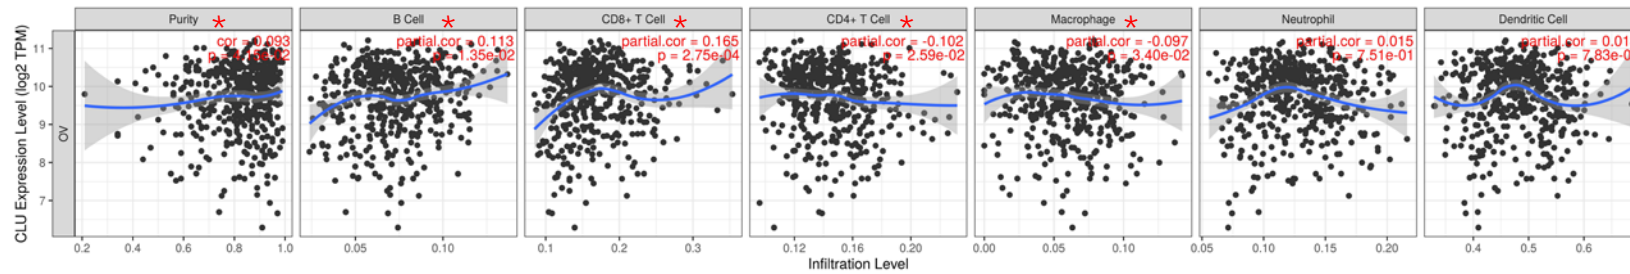 Purity *
B Cell *
CD8+ T Cell *
CD4+ T Cell *
Macrophage *
Neutrophil
Dendritic Cell
CLU Expression Level (log2 TPM)
OV
11
10
9
8
7
cor = 0.093
partial.cor = 0.113
p = 1.35e-02
partial.cor = 0.165
p = 2.75e-04
partial.cor = -0.102
p = 2.59e-02
partial.cor = -0.097
p = 3.40e-02
partial.cor = 0.015
p = 7.51e-01
partial.cor = 0.01
p = 7.83e-0
0.2 0.4 0.6 0.8 1.0
0.05 0.10
0.1 0.2 0.3
0.12 0.16 0.20
0.00 0.05 0.10
0.05 0.10 0.15 0.20
0.4 0.5 0.6
Infiltration Level